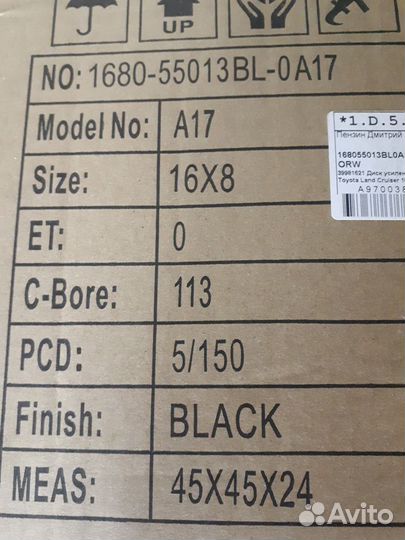 UP
NO: 1680-55013BL-0A17
Model No: A17
Size: 16X8
ET: 0
C-Bore: 113
PCD: 5/150
Finish: BLACK
MEAS: 45X45X24
*1.D.5.
Пензин Дмитрий
168055013BL0A
ORW
39981621 Диск усилен
Toyota Land Cruiser 1
A970038
Avito